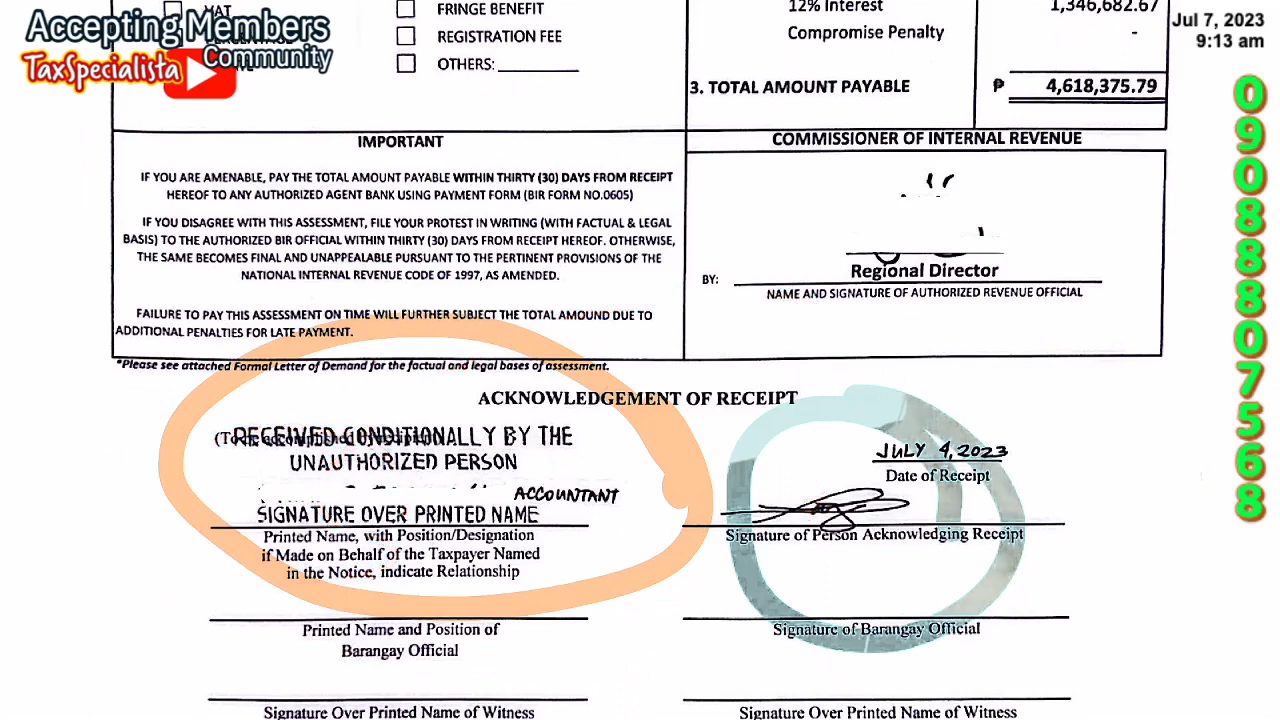 VAT
FRINGE BENEFIT
12% Interest
1,346,682.67
Jul 7, 2023
9:13 am
Accepting Members
Community
TaxSpecialista
REGISTRATION FEE
Compromise Penalty
-
OTHERS:
3. TOTAL AMOUNT PAYABLE
₱ 4,618,375.79
09088807568
IMPORTANT
IF YOU ARE AMENABLE, PAY THE TOTAL AMOUNT PAYABLE WITHIN THIRTY (30) DAYS FROM RECEIPT
HEREOF TO ANY AUTHORIZED AGENT BANK USING PAYMENT FORM (BIR FORM NO.0605)
IF YOU DISAGREE WITH THIS ASSESSMENT, FILE YOUR PROTEST IN WRITING (WITH FACTUAL & LEGAL
BASIS) TO THE AUTHORIZED BIR OFFICIAL WITHIN THIRTY (30) DAYS FROM RECEIPT HEREOF. OTHERWISE,
THE SAME BECOMES FINAL AND UNAPPEALABLE PURSUANT TO THE PERTINENT PROVISIONS OF THE
NATIONAL INTERNAL REVENUE CODE OF 1997, AS AMENDED.
FAILURE TO PAY THIS ASSESSMENT ON TIME WILL FURTHER SUBJECT THE TOTAL AMOUND DUE TO
ADDITIONAL PENALTIES FOR LATE PAYMENT.
COMMISSIONER OF INTERNAL REVENUE
Regional Director
BY:
NAME AND SIGNATURE OF AUTHORIZED REVENUE OFFICIAL
*Please see attached Formal Letter of Demand for the factual and legal bases of assessment.
ACKNOWLEDGEMENT OF RECEIPT
RECEIVED CONDITIONALLY BY THE
UNAUTHORIZED PERSON
ACCOUNTANT
SIGNATURE OVER PRINTED NAME
Printed Name, with Position/Designation
if Made on Behalf of the Taxpayer Named
in the Notice, indicate Relationship
JULY 4, 2023
Date of Receipt
Signature of Person Acknowledging Receipt
Printed Name and Position of
Barangay Official
Signature of Barangay Official
Signature Over Printed Name of Witness
Signature Over Printed Name of Witness